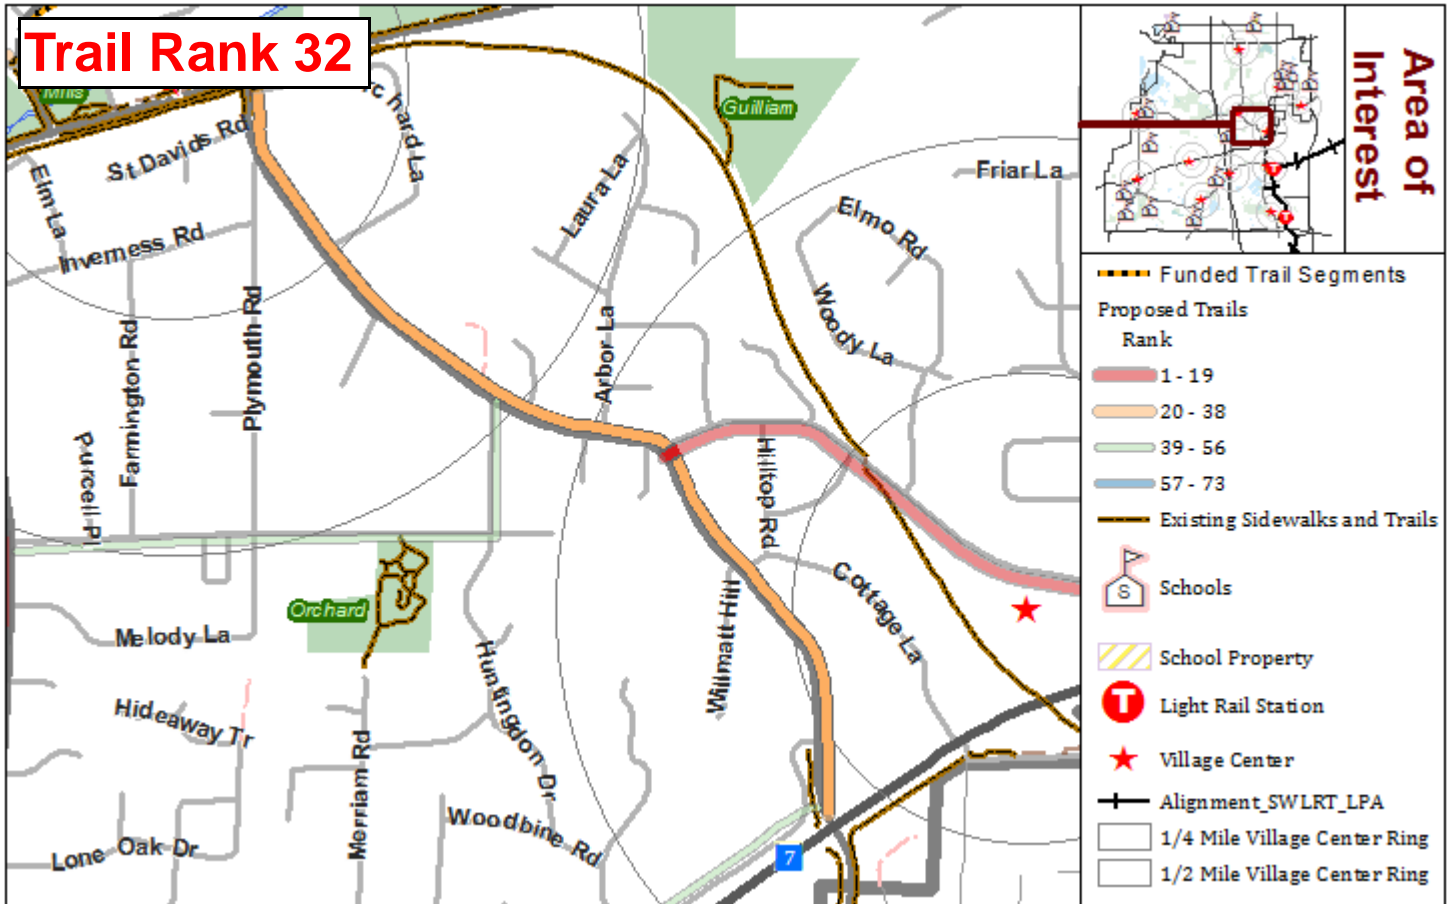 Trail Rank 32
Mills
St Davids Rd
Elm La
Inverness Rd
Farmington Rd
Plymouth Rd
Purcell Pl
Laura La
Arbor La
Guilliam
Friar La
Elmo Rd
Woody La
Hilltop Rd
Cottage La
Willmatt Hill
Orchard
Melody La
Hideaway Tr
Huntingdon Dr
Merriam Rd
Woodbine Rd
Lone Oak Dr
7
Area of
Interest
Funded Trail Segments
Proposed Trails
Rank
1 - 19
20 - 38
39 - 56
57 - 73
Existing Sidewalks and Trails
S
Schools
School Property
T
Light Rail Station
Village Center
Alignment_SWLRT_LPA
1/4 Mile Village Center Ring
1/2 Mile Village Center Ring